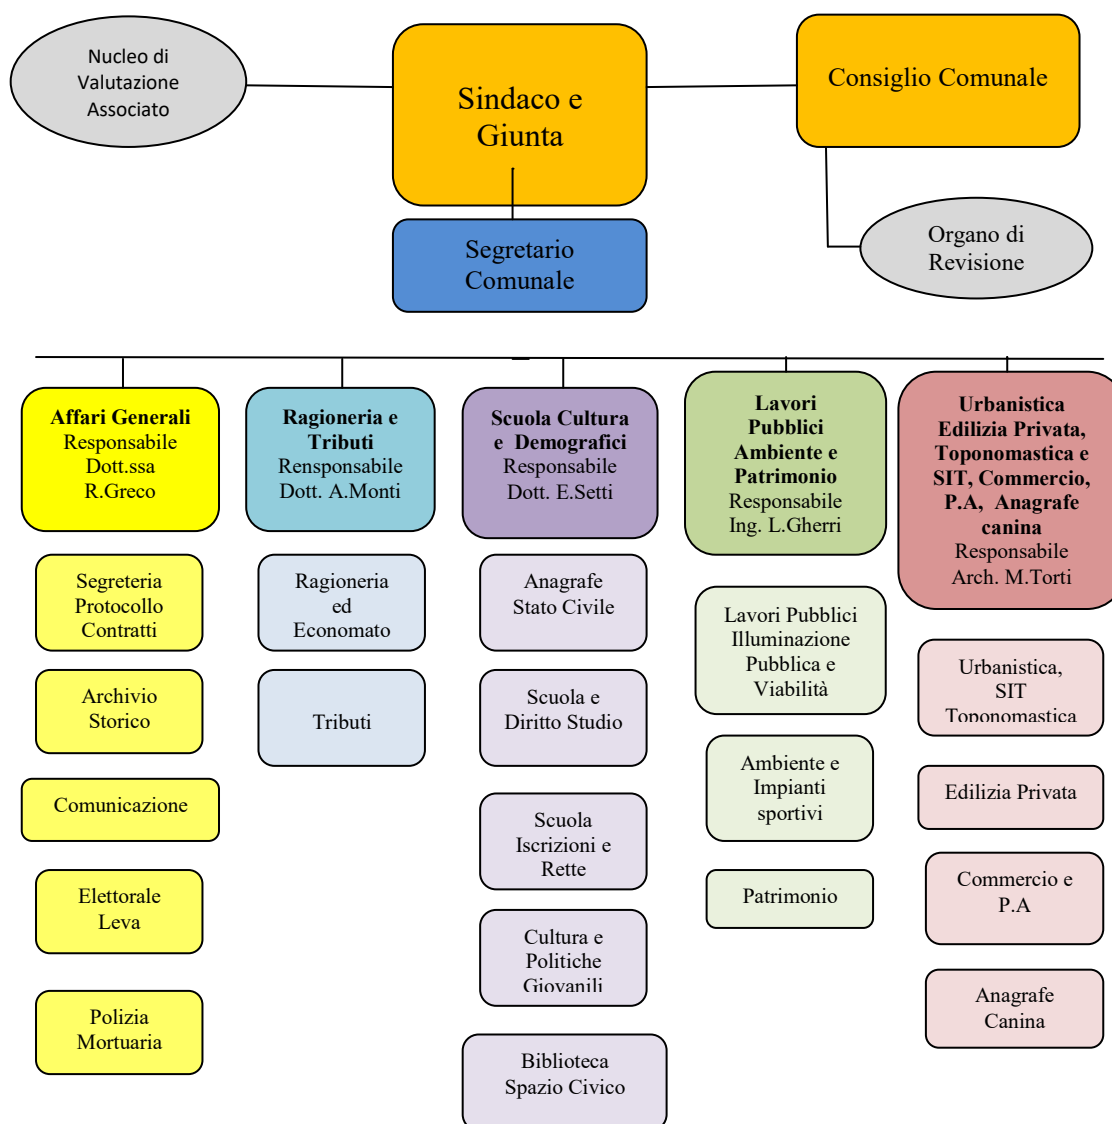 Nucleo di
Valutazione
Associato
Sindaco e
Giunta
Consiglio Comunale
Segretario
Comunale
Organo di
Revisione
Affari Generali
Responsabile
Dott.ssa
R.Greco
Ragioneria e
Tributi
Rensponsabile
Dott. A.Monti
Scuola Cultura
e Demografici
Responsabile
Dott. E.Setti
Lavori
Pubblici
Ambiente e
Patrimonio
Responsabile
Ing. L.Gherri
Urbanistica
Edilizia Privata,
Toponomastica e
SIT, Commercio,
P.A, Anagrafe
canina
Responsabile
Arch. M.Torti
Segreteria
Protocollo
Contratti
Archivio
Storico
Comunicazione
Elettorale
Leva
Polizia
Mortuaria
Ragioneria
ed
Economato
Tributi
Anagrafe
Stato Civile
Scuola e
Diritto Studio
Scuola
Iscrizioni e
Rette
Cultura e
Politiche
Giovanili
Biblioteca
Spazio Civico
Lavori Pubblici
Illuminazione
Pubblica e
Viabilità
Ambiente e
Impianti
sportivi
Patrimonio
Urbanistica,
SIT
Toponomastica
Edilizia Privata
Commercio e
P.A
Anagrafe
Canina